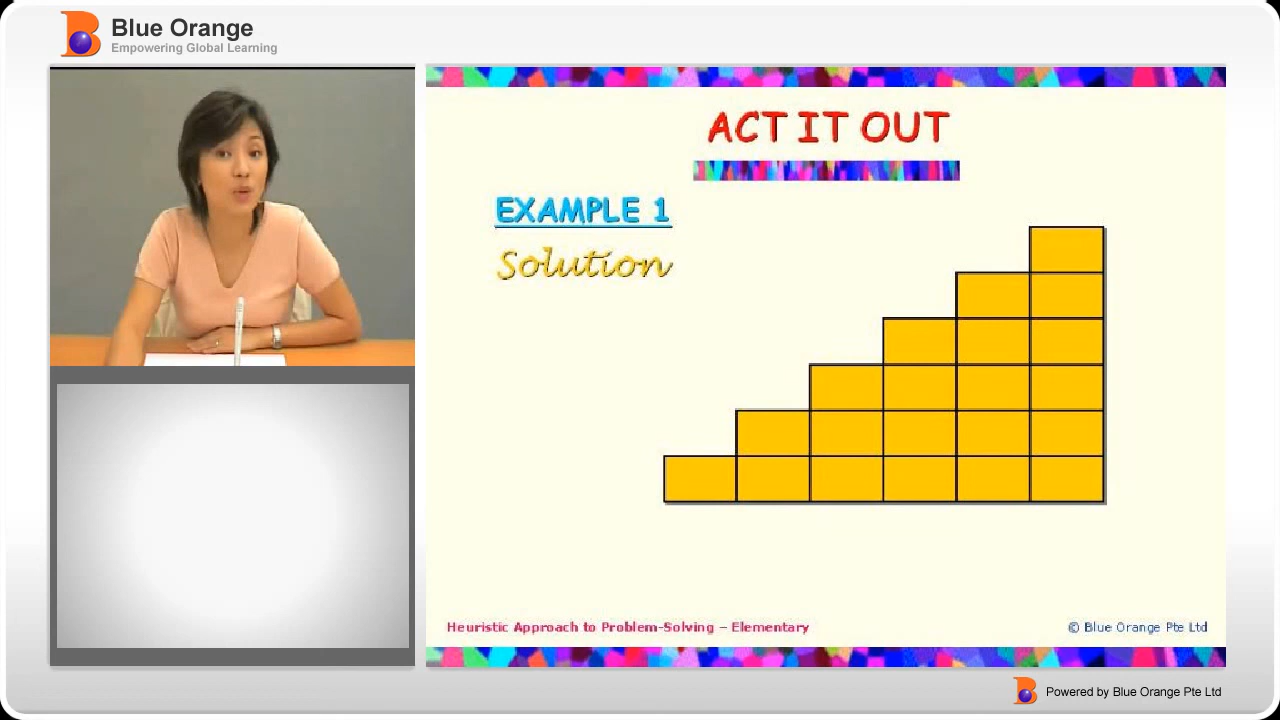 Blue Orange
Empowering Global Learning
ACT IT OUT
EXAMPLE 1
Solution
Heuristic Approach to Problem-Solving – Elementary
© Blue Orange Pte Ltd
Powered by Blue Orange Pte Ltd